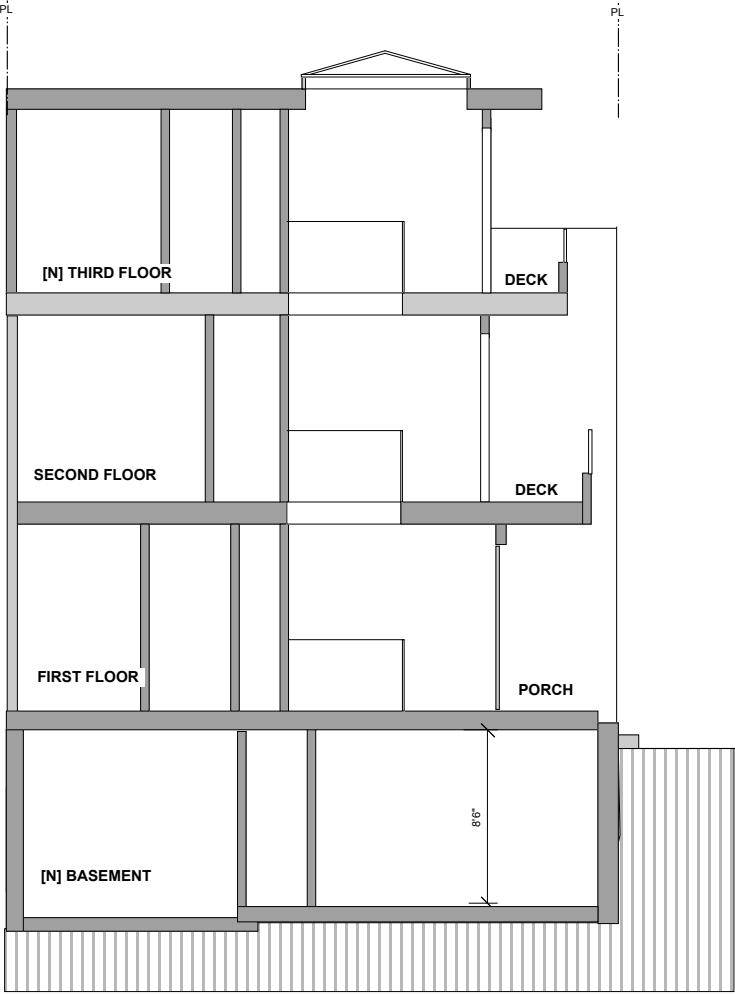 PL
PL
[N] THIRD FLOOR
DECK
SECOND FLOOR
DECK
FIRST FLOOR
PORCH
8'6"
[N] BASEMENT